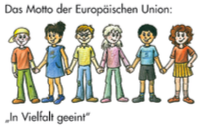 Das Motto der Europäischen Union:
„In Vielfalt geeint"